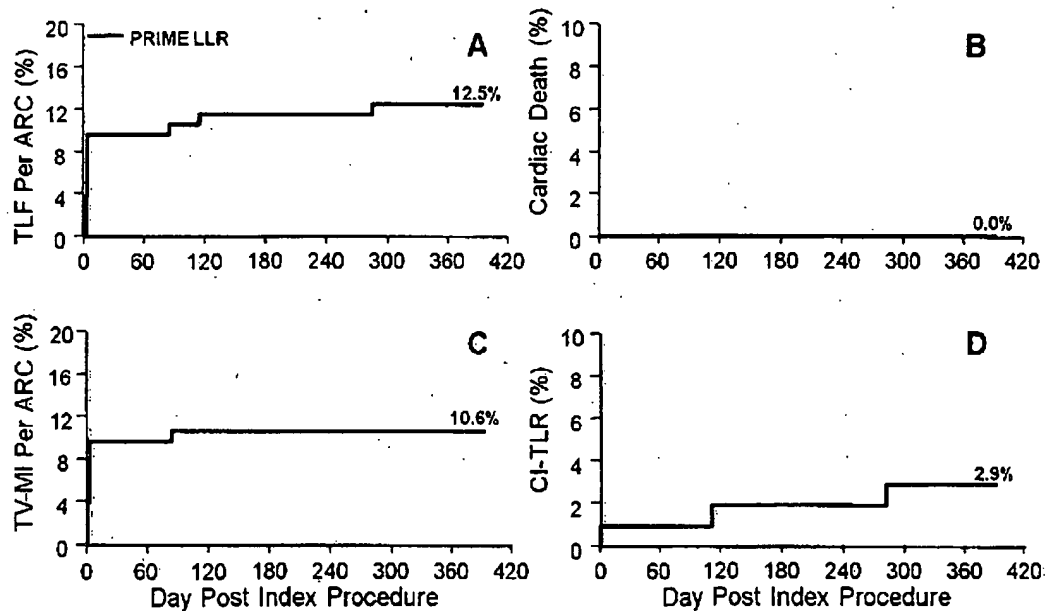 TLF Per ARC (%)
20
16
12
8
4
0
PRIME LLR
A
12.5%
0 60 120 180 240 300 360 420
Cardiac Death (%)
10
8
6
4
2
0
B
0.0%
0 60 120 180 240 300 360 420
TV-MI Per ARC (%)
20
16
12
8
4
0
C
10.6%
0 60 120 180 240 300 360 420
Day Post Index Procedure
CI-TLR (%)
10
8
6
4
2
0
D
2.9%
0 60 120 180 240 300 360 420
Day Post Index Procedure